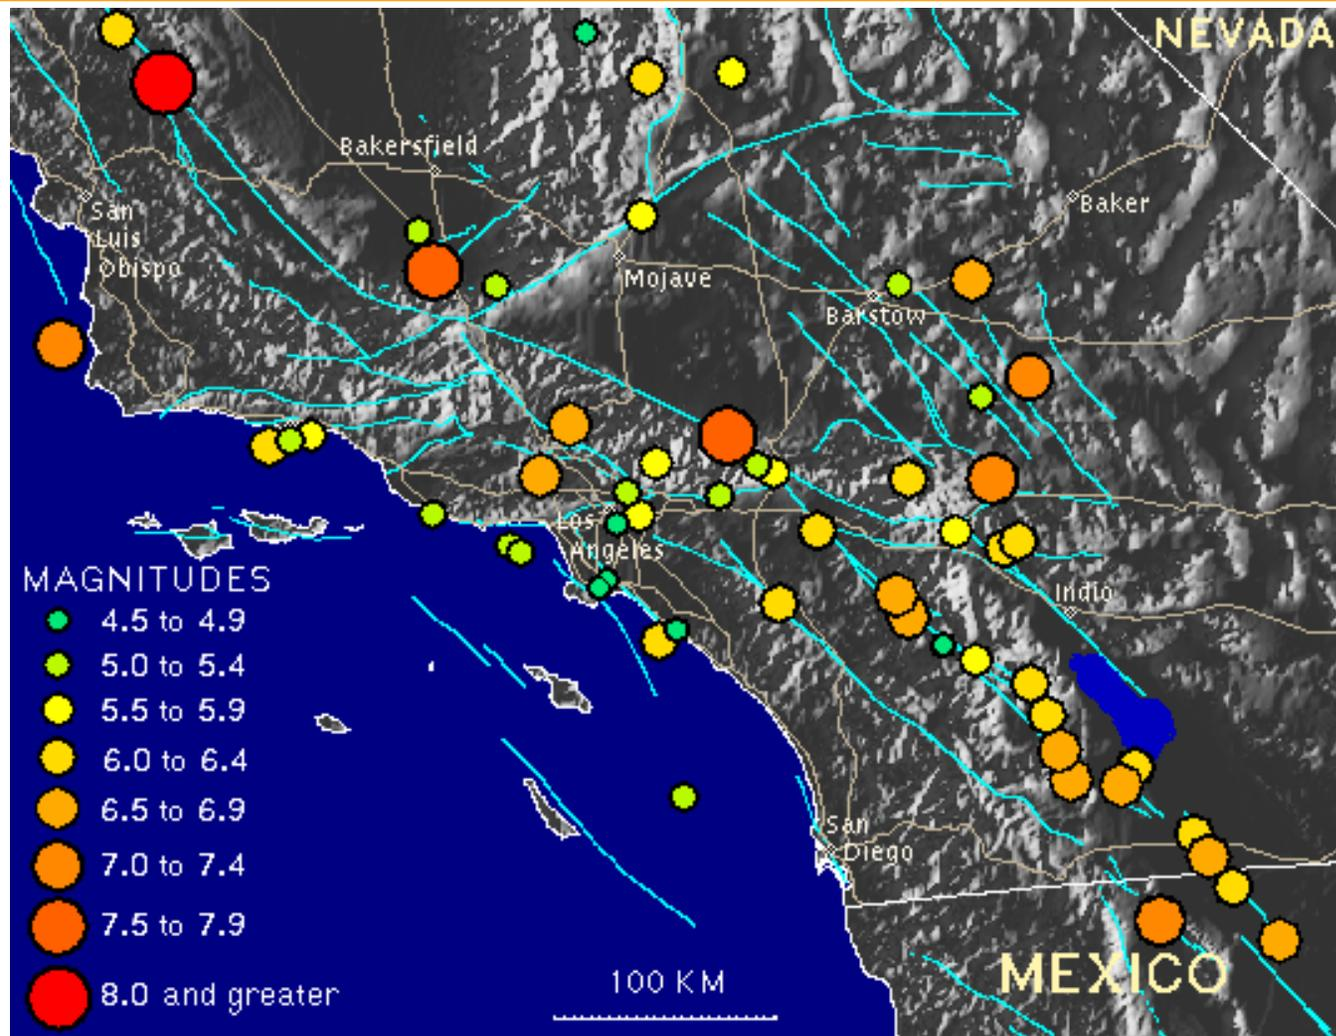 NEVADA
Bakersfield
San
Luis
Obispo
Baker
Mojave
Barstow
Los
Angeles
Indio
MAGNITUDES
4.5 to 4.9
5.0 to 5.4
5.5 to 5.9
6.0 to 6.4
6.5 to 6.9
7.0 to 7.4
7.5 to 7.9
8.0 and greater
San
Diego
MEXICO
100 KM